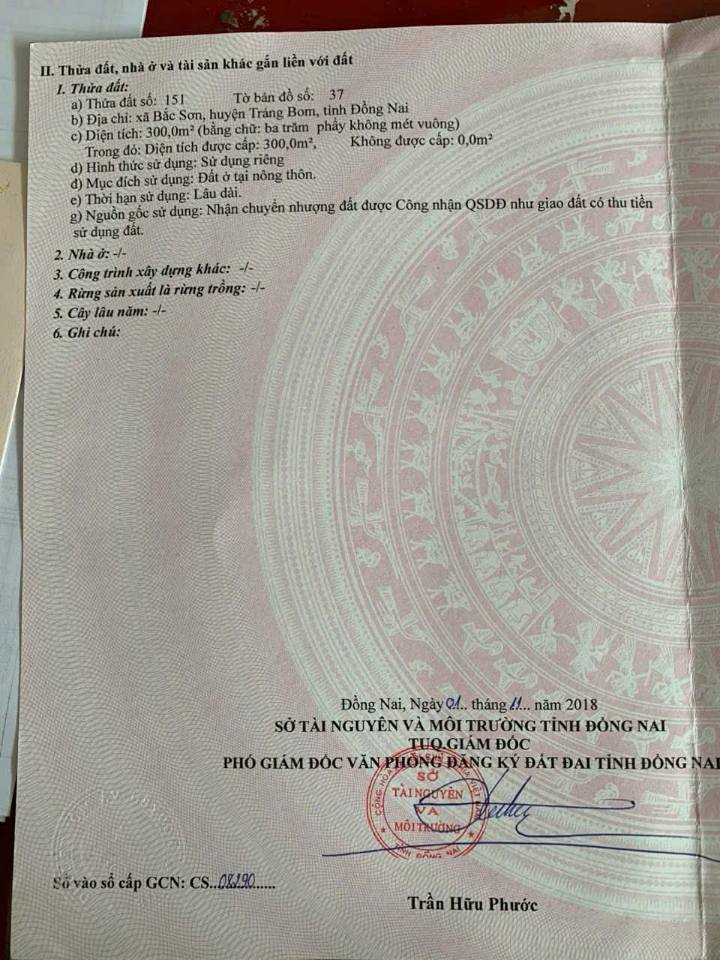 II. Thửa đất, nhà ở và tài sản khác gắn liền với đất
1. Thửa đất:
a) Thửa đất số: 151 Tờ bản đồ số: 37
b) Địa chỉ: xã Bắc Sơn, huyện Trảng Bom, tỉnh Đồng Nai
c) Diện tích: 300,0m² (bằng chữ: ba trăm phẩy không mét vuông)
Trong đó: Diện tích được cấp: 300,0m², Không được cấp: 0,0m²
d) Hình thức sử dụng: Sử dụng riêng
đ) Mục đích sử dụng: Đất ở tại nông thôn.
e) Thời hạn sử dụng: Lâu dài.
g) Nguồn gốc sử dụng: Nhận chuyển nhượng đất được Công nhận QSDĐ như giao đất có thu tiền
sử dụng đất.
2. Nhà ở: -/-
3. Công trình xây dựng khác: -/-
4. Rừng sản xuất là rừng trồng: -/-
5. Cây lâu năm: -/-
6. Ghi chú:
Đồng Nai, Ngày 01.. tháng 11... năm 2018
SỞ TÀI NGUYÊN VÀ MÔI TRƯỜNG TỈNH ĐỒNG NAI
TUQ.GIÁM ĐỐC
PHÓ GIÁM ĐỐC VĂN PHÒNG ĐĂNG KÝ ĐẤT ĐAI TỈNH ĐỒNG NAI
SỞ
TÀI NGUYÊN
VÀ
MÔI TRƯỜNG
TỈNH ĐỒNG NAI
Số vào sổ cấp GCN: CS..08290......
Trần Hữu Phước